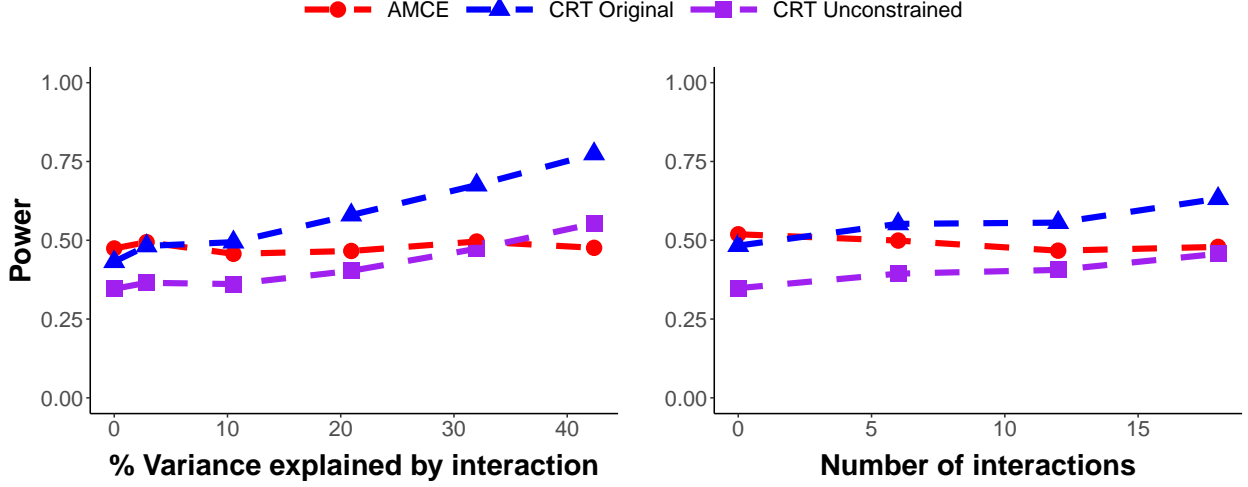 AMCE CRT Original CRT Unconstrained
Power
1.00
0.75
0.50
0.25
0.00
0 10 20 30 40
% Variance explained by interaction
1.00
0.75
0.50
0.25
0.00
0 5 10 15
Number of interactions